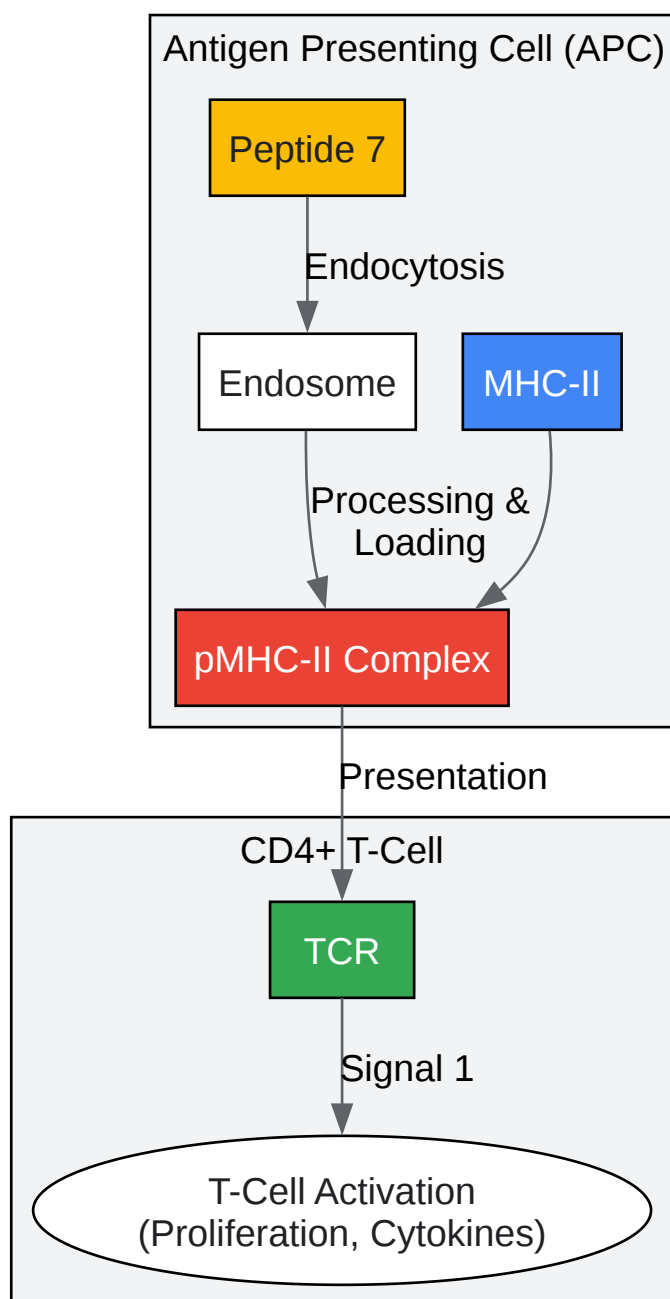 Antigen Presenting Cell (APC)
Peptide 7
Endocytosis
Endosome
MHC-II
Processing &
Loading
pMHC-II Complex
Presentation
CD4+ T-Cell
TCR
Signal 1
T-Cell Activation
(Proliferation, Cytokines)